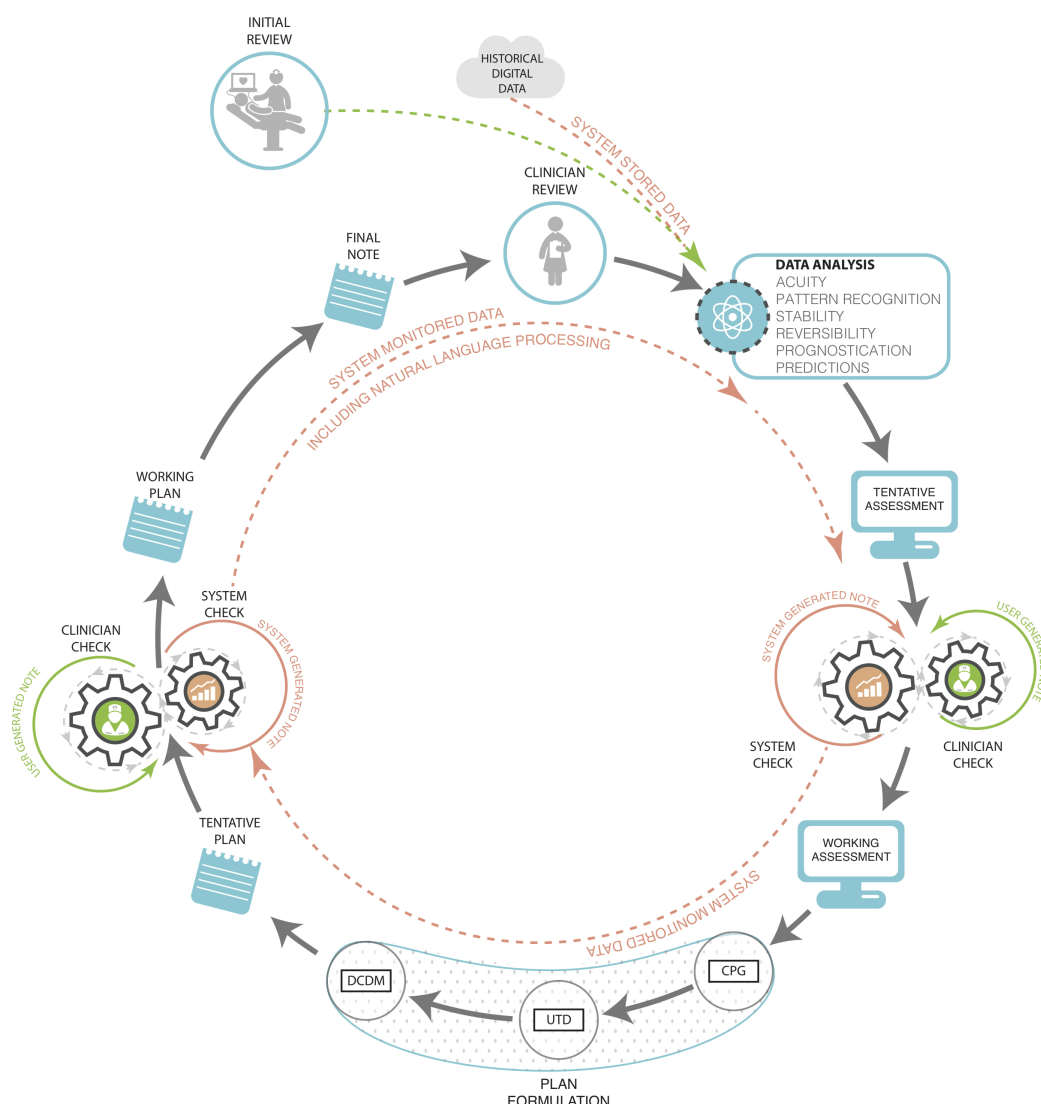 INITIAL
REVIEW
HISTORICAL
DIGITAL
DATA
SYSTEM STORED DATA
CLINICIAN
REVIEW
FINAL
NOTE
DATA ANALYSIS
ACUITY
PATTERN RECOGNITION
STABILITY
REVERSIBILITY
PROGNOSTICATION
PREDICTIONS
SYSTEM MONITORED DATA
INCLUDING NATURAL LANGUAGE PROCESSING
WORKING
PLAN
TENTATIVE
ASSESSMENT
SYSTEM
CHECK
CLINICIAN
CHECK
USER GENERATED NOTE
SYSTEM GENERATED NOTE
SYSTEM GENERATED NOTE
USER GENERATED NOTE
SYSTEM
CHECK
CLINICIAN
CHECK
TENTATIVE
PLAN
WORKING
ASSESSMENT
SYSTEM MONITORED DATA
DCDM
UTD
CPG
PLAN
FORMULATION